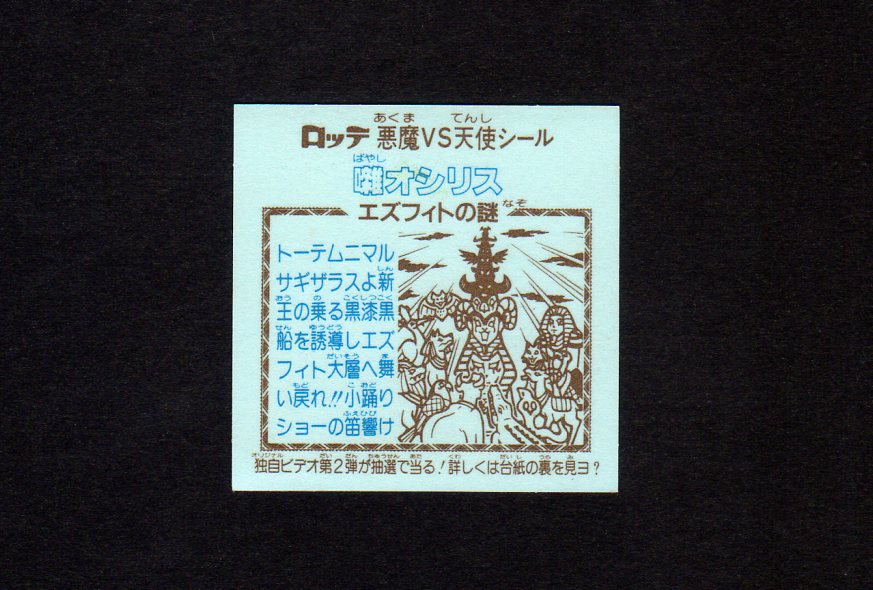 ロッテ 悪魔VS天使シール
囃オシリス
エズフィトの謎
トーテムニマル
サギザラスよ新
王の乗る黒漆黒
船を誘導しエズ
フィト大層へ舞
い戻れ!!小踊り
ショーの笛響け
独自ビデオ第2弾が抽選で当る!詳しくは台紙の裏を見ヨ?